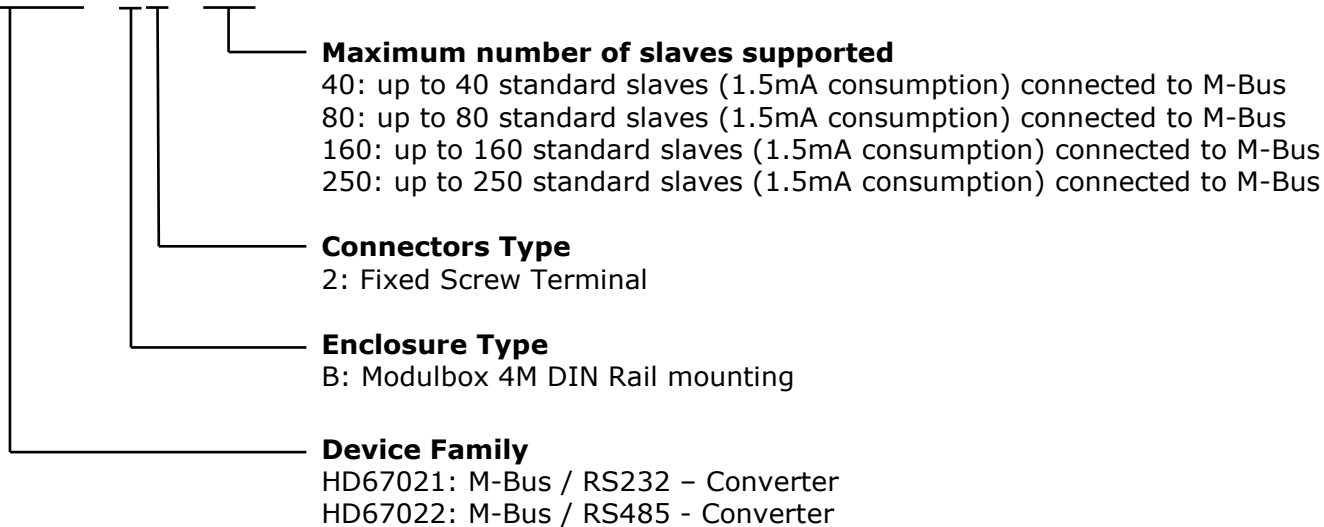 Maximum number of slaves supported
40: up to 40 standard slaves (1.5mA consumption) connected to M-Bus
80: up to 80 standard slaves (1.5mA consumption) connected to M-Bus
160: up to 160 standard slaves (1.5mA consumption) connected to M-Bus
250: up to 250 standard slaves (1.5mA consumption) connected to M-Bus
Connectors Type
2: Fixed Screw Terminal
Enclosure Type
B: Modulbox 4M DIN Rail mounting
Device Family
HD67021: M-Bus / RS232 – Converter
HD67022: M-Bus / RS485 - Converter